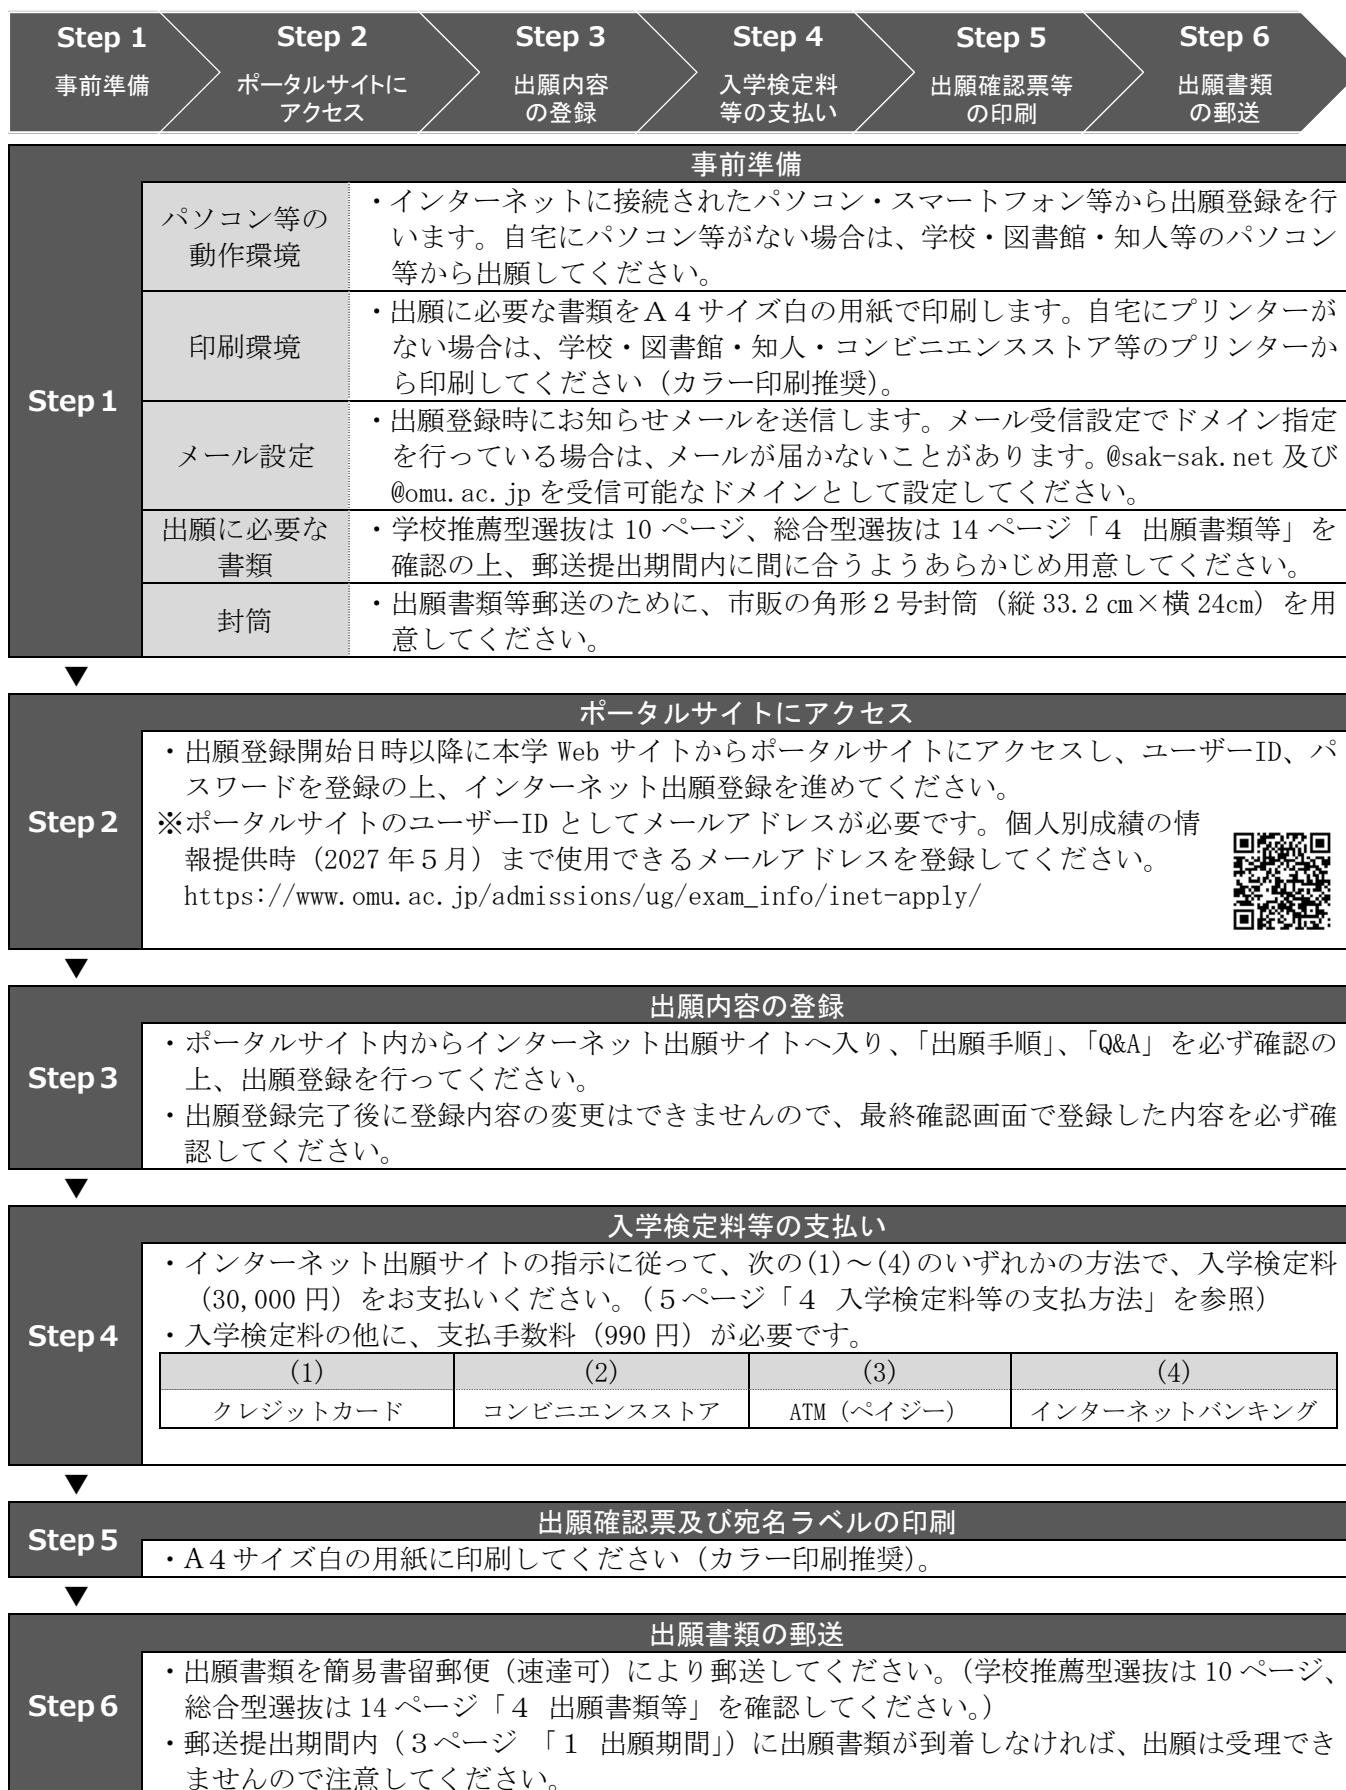 Step 1
事前準備
Step 2
ポータルサイトに
アクセス
Step 3
出願内容
の登録
Step 4
入学検定料
等の支払い
Step 5
出願確認票等
の印刷
Step 6
出願書類
の郵送
Step 1
事前準備
パソコン等の
動作環境
・インターネットに接続されたパソコン・スマートフォン等から出願登録を行
います。自宅にパソコン等がない場合は、学校・図書館・知人等のパソコン
等から出願してください。
印刷環境
・出願に必要な書類をA4サイズ白の用紙で印刷します。自宅にプリンターが
ない場合は、学校・図書館・知人・コンビニエンスストア等のプリンターか
ら印刷してください（カラー印刷推奨）。
メール設定
・出願登録時にお知らせメールを送信します。メール受信設定でドメイン指定
を行っている場合は、メールが届かないことがあります。@sak-sak.net 及び
@omu.ac.jp を受信可能なドメインとして設定してください。
出願に必要な
書類
・学校推薦型選抜は 10 ページ、総合型選抜は 14 ページ「４ 出願書類等」を
確認の上、郵送提出期間内に間に合うようあらかじめ用意してください。
封筒
・出願書類等郵送のために、市販の角形２号封筒（縦 33.2 ㎝×横 24cm）を用
意してください。
▼
Step 2
ポータルサイトにアクセス
・出願登録開始日時以降に本学 Web サイトからポータルサイトにアクセスし、ユーザーID、パ
スワードを登録の上、インターネット出願登録を進めてください。
※ポータルサイトのユーザーID としてメールアドレスが必要です。個人別成績の情
報提供時（2027 年５月）まで使用できるメールアドレスを登録してください。
https://www.omu.ac.jp/admissions/ug/exam_info/inet-apply/
▼
Step 3
出願内容の登録
・ポータルサイト内からインターネット出願サイトへ入り、「出願手順」、「Q&A」を必ず確認の
上、出願登録を行ってください。
・出願登録完了後に登録内容の変更はできませんので、最終確認画面で登録した内容を必ず確
認してください。
▼
Step 4
入学検定料等の支払い
・インターネット出願サイトの指示に従って、次の(1)～(4)のいずれかの方法で、入学検定料
（30,000 円）をお支払いください。（５ページ「４ 入学検定料等の支払方法」を参照）
・入学検定料の他に、支払手数料（990 円）が必要です。
(1) (2) (3) (4)
クレジットカード コンビニエンスストア ATM（ペイジー） インターネットバンキング
▼
Step 5
出願確認票及び宛名ラベルの印刷
・A４サイズ白の用紙に印刷してください（カラー印刷推奨）。
▼
Step 6
出願書類の郵送
・出願書類を簡易書留郵便（速達可）により郵送してください。（学校推薦型選抜は 10 ページ、
総合型選抜は 14 ページ「４ 出願書類等」を確認してください。）
・郵送提出期間内（３ページ 「１ 出願期間」）に出願書類が到着しなければ、出願は受理でき
ませんので注意してください。